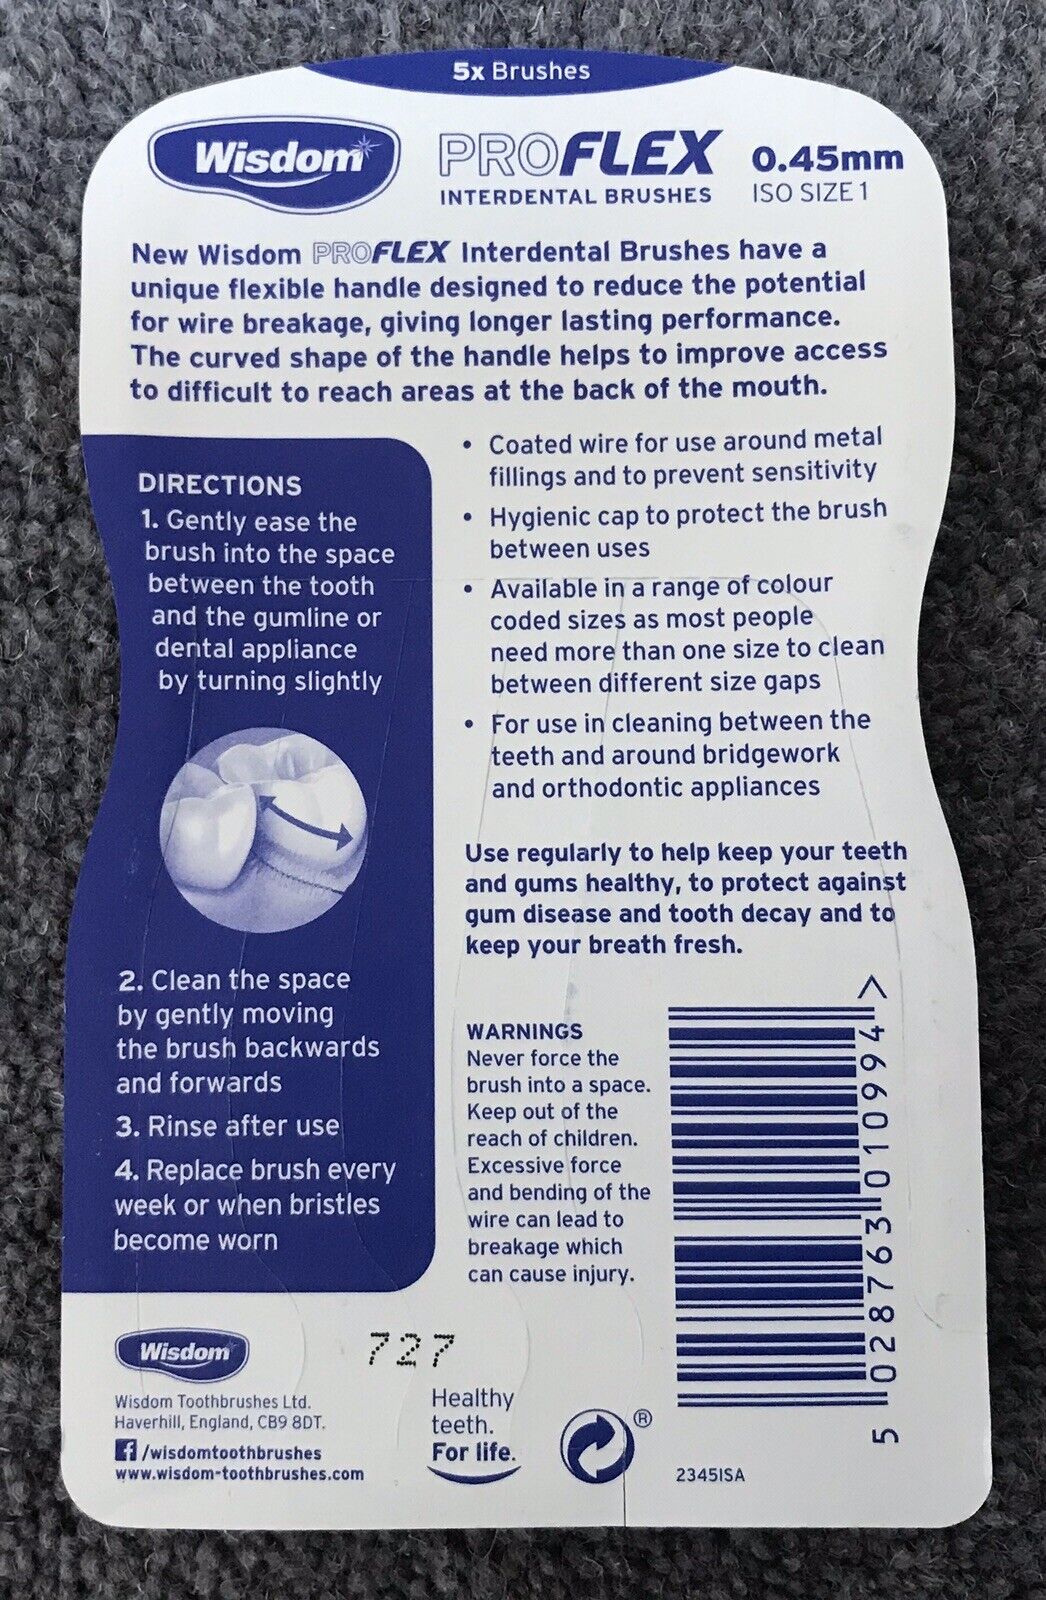 5x Brushes
Wisdom
PROFLEX
INTERDENTAL BRUSHES
0.45mm
ISO SIZE 1
New Wisdom PROFLEX Interdental Brushes have a
unique flexible handle designed to reduce the potential
for wire breakage, giving longer lasting performance.
The curved shape of the handle helps to improve access
to difficult to reach areas at the back of the mouth.
DIRECTIONS
1. Gently ease the
brush into the space
between the tooth
and the gumline or
dental appliance
by turning slightly
2. Clean the space
by gently moving
the brush backwards
and forwards
3. Rinse after use
4. Replace brush every
week or when bristles
become worn
• Coated wire for use around metal
fillings and to prevent sensitivity
• Hygienic cap to protect the brush
between uses
• Available in a range of colour
coded sizes as most people
need more than one size to clean
between different size gaps
• For use in cleaning between the
teeth and around bridgework
and orthodontic appliances
Use regularly to help keep your teeth
and gums healthy, to protect against
gum disease and tooth decay and to
keep your breath fresh.
WARNINGS
Never force the
brush into a space.
Keep out of the
reach of children.
Excessive force
and bending of the
wire can lead to
breakage which
can cause injury.
5 028763 010994 >
Wisdom
727
Wisdom Toothbrushes Ltd.
Haverhill, England, CB9 8DT.
f /wisdomtoothbrushes
www.wisdom-toothbrushes.com
Healthy
teeth.
For life.
®
2345ISA